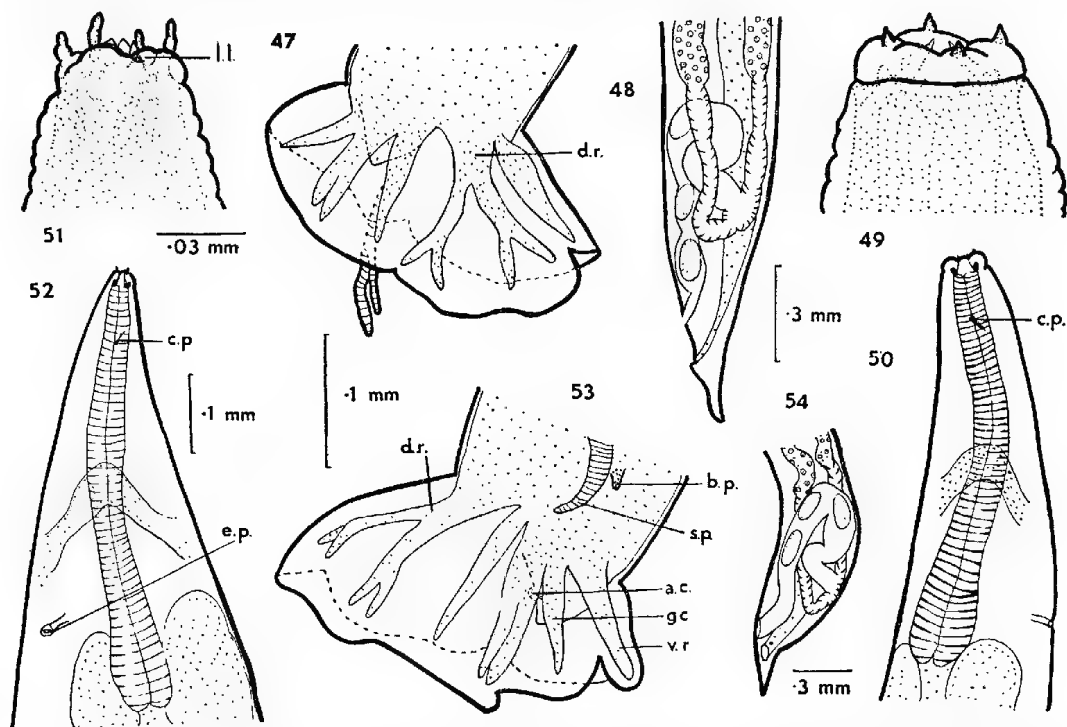 47
48
l.l.
d.r.
51
·03 mm
49
52
c.p
·3 mm
c.p.
50
·1 mm
·1 mm
53
54
d.r.
b.p.
s.p.
e.p.
a.c.
g c
v. r
·3 mm